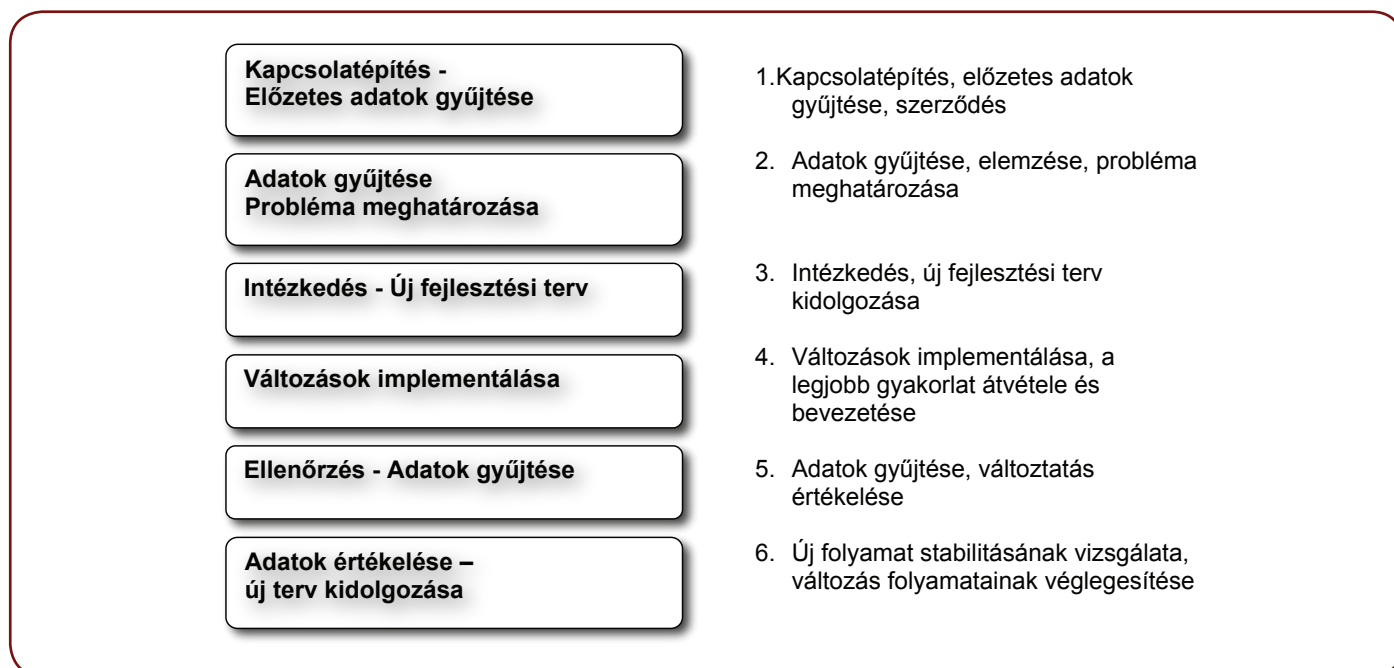 Kapcsolatépítés -
Előzetes adatok gyűjtése
1.Kapcsolatépítés, előzetes adatok
gyűjtése, szerződés
Adatok gyűjtése
Probléma meghatározása
2. Adatok gyűjtése, elemzése, probléma
meghatározása
Intézkedés - Új fejlesztési terv
3. Intézkedés, új fejlesztési terv
kidolgozása
Változások implementálása
4. Változások implementálása, a
legjobb gyakorlat átvétele és
bevezetése
Ellenőrzés - Adatok gyűjtése
5. Adatok gyűjtése, változtatás
értékelése
Adatok értékelése –
új terv kidolgozása
6. Új folyamat stabilitásának vizsgálata,
változás folyamatainak véglegesítése